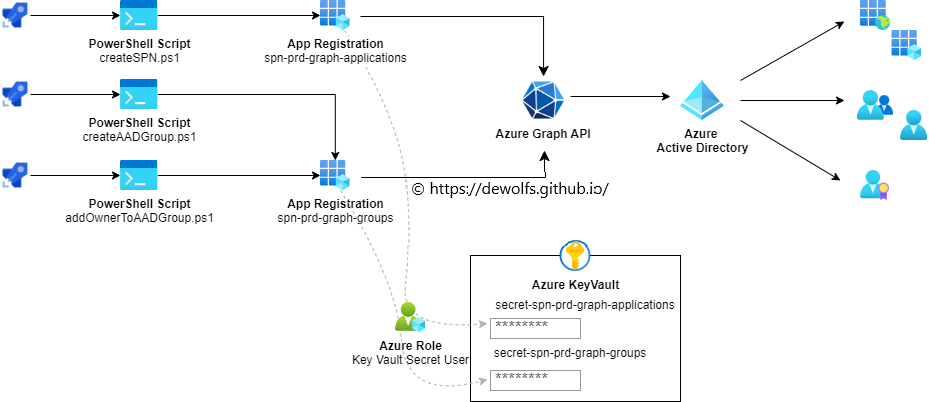 PowerShell Script
createSPN.ps1
App Registration
spn-prd-graph-applications
PowerShell Script
createAADGroup.ps1
Azure Graph API
Azure
Active Directory
PowerShell Script
addOwnerToAADGroup.ps1
App Registration
spn-prd-graph-groups
© https://dewolfs.github.io/
Azure KeyVault
secret-spn-prd-graph-applications
********
Azure Role
Key Vault Secret User
secret-spn-prd-graph-groups
********